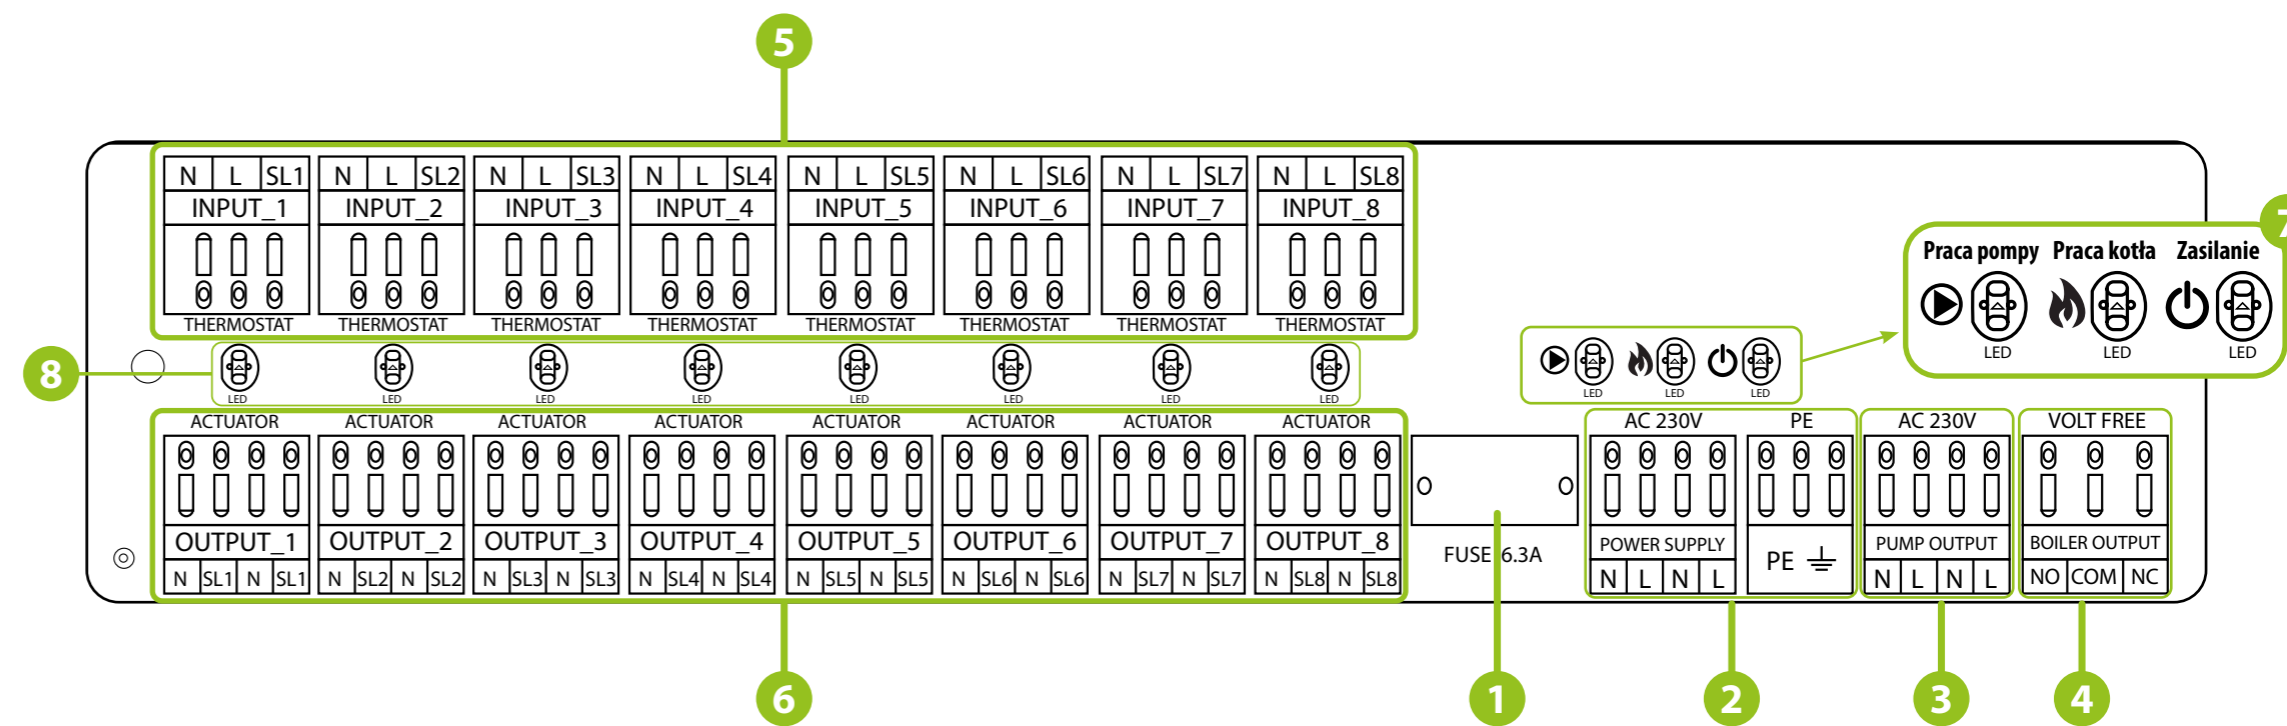 5
N L SL1 N L SL2 N L SL3 N L SL4 N L SL5 N L SL6 N L SL7 N L SL8
INPUT_1 INPUT_2 INPUT_3 INPUT_4 INPUT_5 INPUT_6 INPUT_7 INPUT_8
THERMOSTAT THERMOSTAT THERMOSTAT THERMOSTAT THERMOSTAT THERMOSTAT THERMOSTAT THERMOSTAT
7
Praca pompy Praca kotła Zasilanie
LED LED LED
8
LED LED LED LED LED LED LED LED
LED LED LED
ACTUATOR ACTUATOR ACTUATOR ACTUATOR ACTUATOR ACTUATOR ACTUATOR ACTUATOR
AC 230V PE AC 230V VOLT FREE
OUTPUT_1 OUTPUT_2 OUTPUT_3 OUTPUT_4 OUTPUT_5 OUTPUT_6 OUTPUT_7 OUTPUT_8
N SL1 N SL1 N SL2 N SL2 N SL3 N SL3 N SL4 N SL4 N SL5 N SL5 N SL6 N SL6 N SL7 N SL7 N SL8 N SL8
FUSE 6.3A
POWER SUPPLY PE PUMP OUTPUT BOILER OUTPUT
N L N L N L N L NO COM NC
6 1 2 3 4